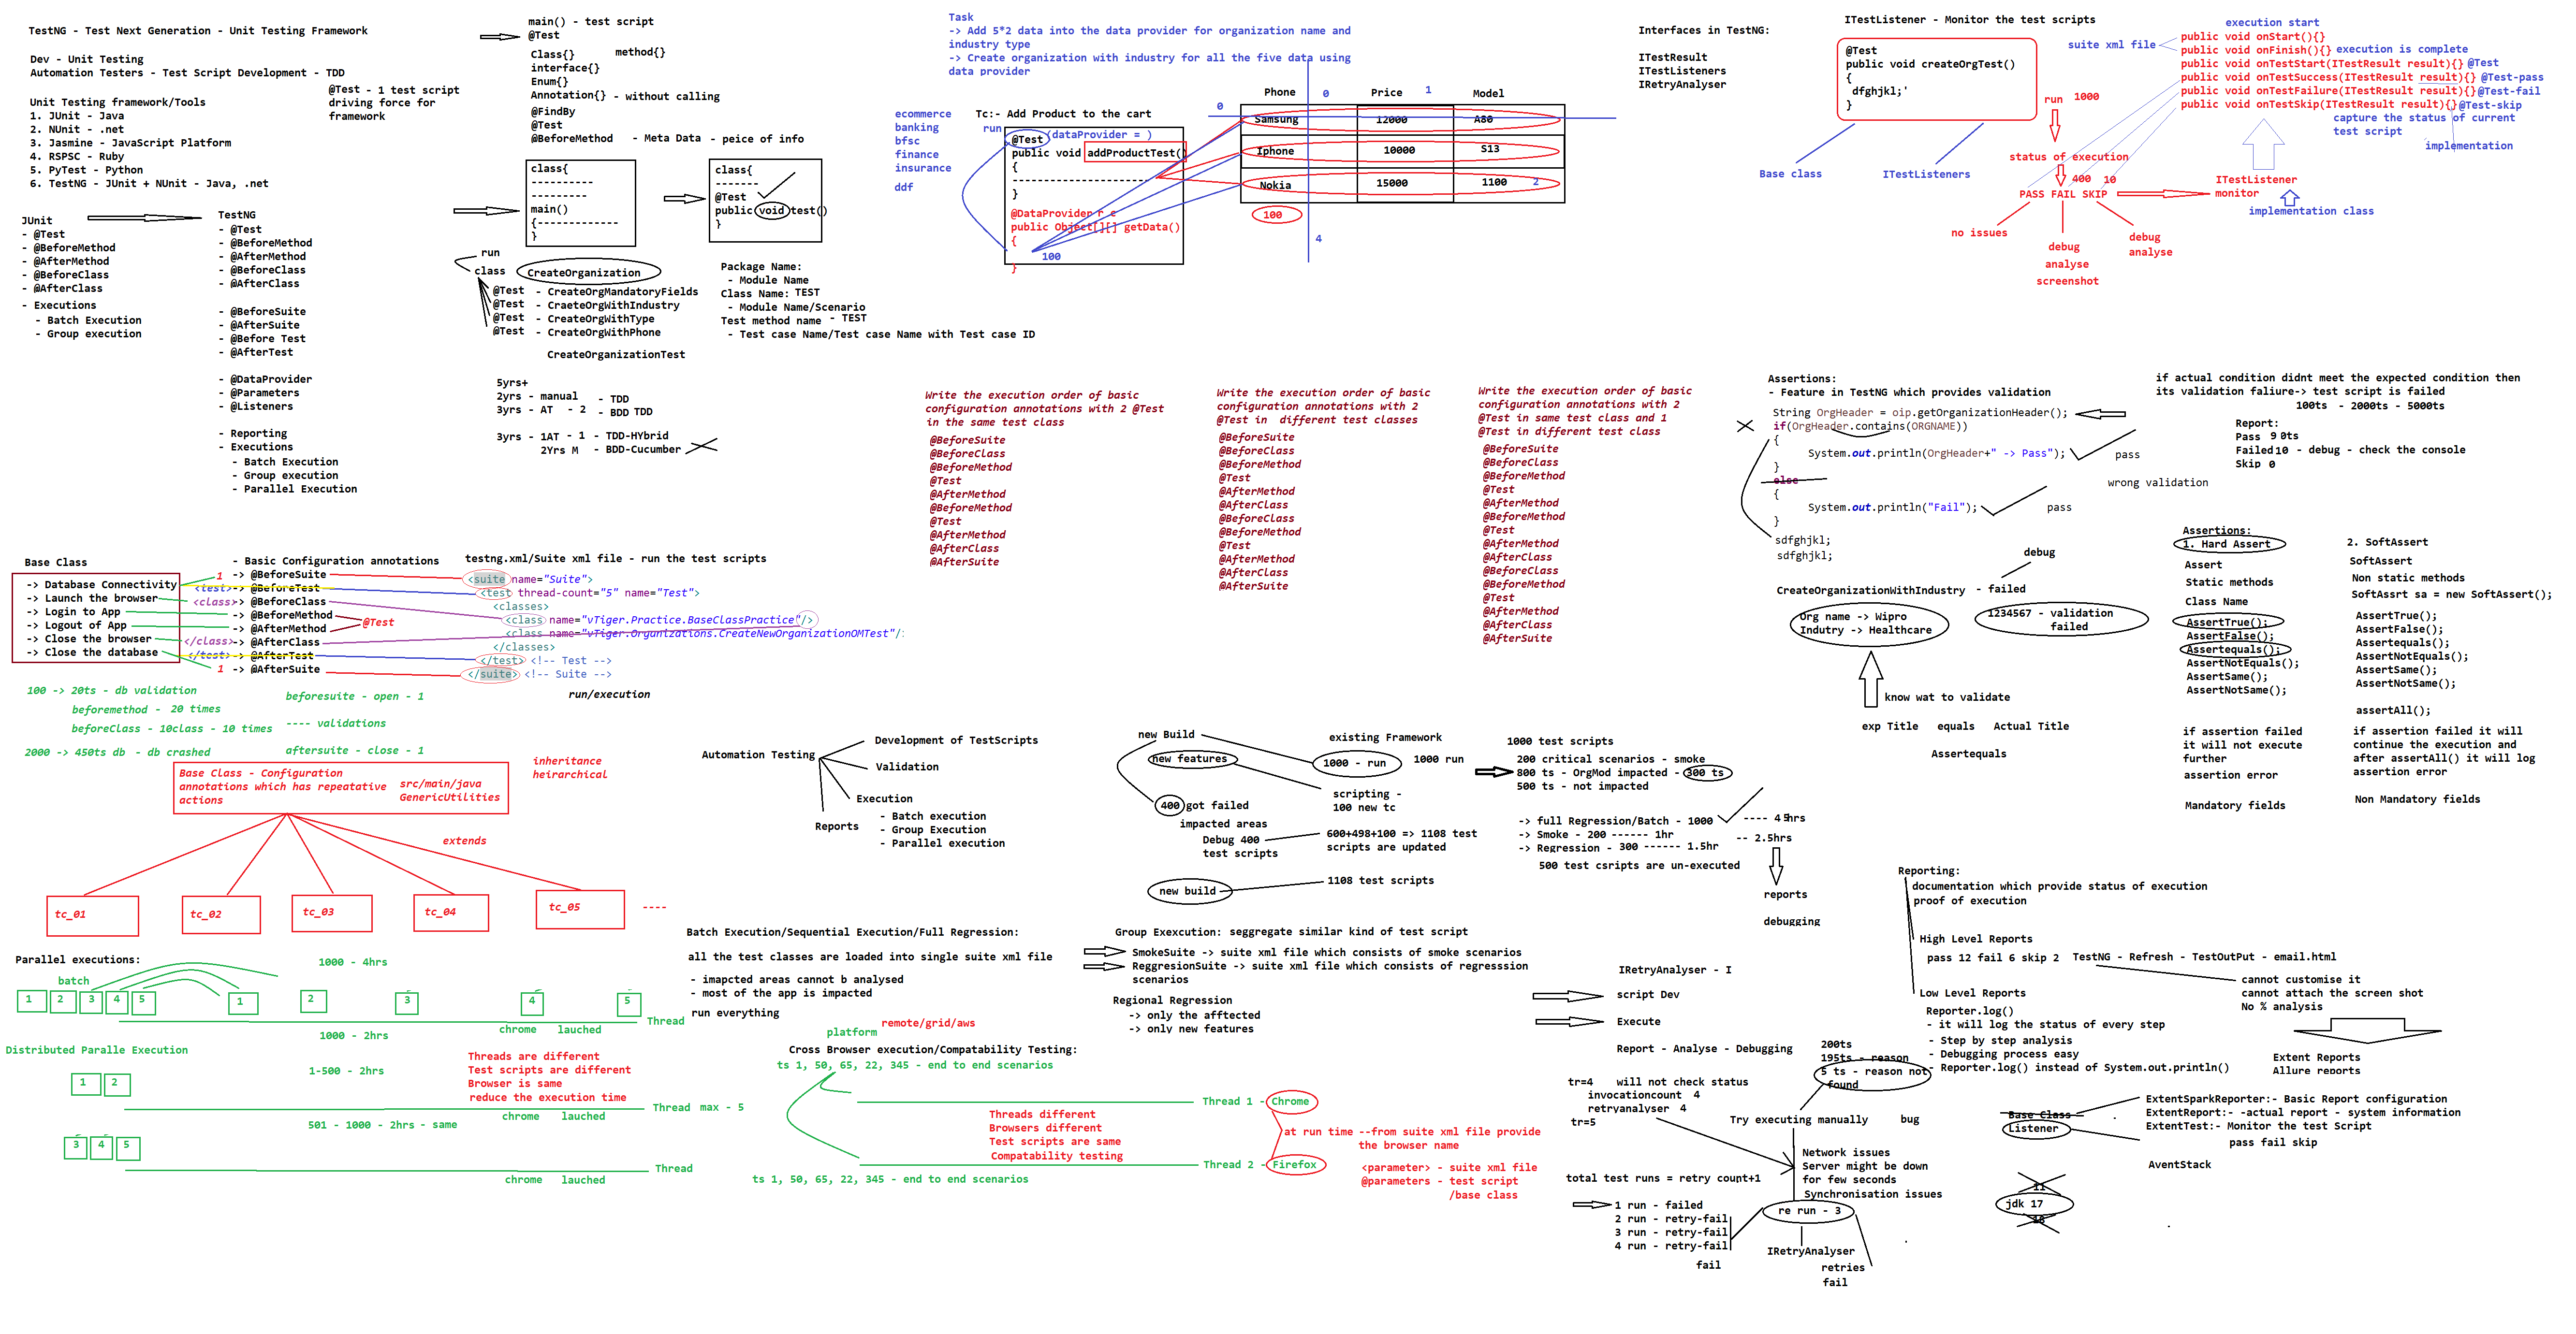 TestNG - Test Next Generation - Unit Testing Framework
Dev - Unit Testing
Automation Testers - Test Script Development - TDD
@Test - 1 test script
driving force for
framework
Unit Testing framework/Tools
1. JUnit - Java
2. NUnit - .net
3. Jasmine - JavaScript Platform
4. RSPSC - Ruby
5. PyTest - Python
6. TestNG - JUnit + NUnit - Java, .net
JUnit
- @Test
- @BeforeMethod
- @AfterMethod
- @BeforeClass
- @AfterClass
- Executions
- Batch Execution
- Group execution
TestNG
- @Test
- @BeforeMethod
- @AfterMethod
- @BeforeClass
- @AfterClass
- @BeforeSuite
- @AfterSuite
- @Before Test
- @AfterTest
- @DataProvider
- @Parameters
- @Listeners
- Reporting
- Executions
- Batch Execution
- Group execution
- Parallel Execution
main() - test script
@Test
Class{} method{}
interface{}
Enum{}
Annotation{} - without calling
@FindBy
@Test
@BeforeMethod - Meta Data - peice of info
class{
----------
----------
main()
{-------------
}
class{
-------
@Test
public void test()
}
run
class CreateOrganization
@Test - CreateOrgMandatoryFields
@Test - CraeteOrgWithIndustry
@Test - CreateOrgWithType
@Test - CreateOrgWithPhone
CreateOrganizationTest
Package Name:
- Module Name
Class Name: TEST
- Module Name/Scenario
Test method name - TEST
- Test case Name/Test case Name with Test case ID
5yrs+
2yrs - manual - TDD
3yrs - AT - 2 - BDD TDD
3yrs - 1AT - 1 - TDD-HYbrid
2Yrs M - BDD-Cucumber
Task
-> Add 5*2 data into the data provider for organization name and
industry type
-> Create organization with industry for all the five data using
data provider
ecommerce
banking
bfsc
finance
insurance
ddf
Tc:- Add Product to the cart
run
@Test (dataProvider = )
public void addProductTest()
{
-----------------------
}
@DataProvider r c
public Object[][] getData()
{
100
}
0 Phone 0 Price 1 Model
Samsung 12000 A80
Iphone 10000 S13
Nokia 15000 1100 2
100
4
Interfaces in TestNG:
ITestResult
ITestListeners
IRetryAnalyser
ITestListener - Monitor the test scripts
@Test
public void createOrgTest()
{
dfghjkl;'
}
Base class
ITestListeners
run 1000
status of execution
400 10
PASS FAIL SKIP
no issues
debug
analyse
screenshot
debug
analyse
execution start
suite xml file
public void onStart(){}
public void onFinish(){} execution is complete
public void onTestStart(ITestResult result){} @Test
public void onTestSuccess(ITestResult result){} @Test-pass
public void onTestFailure(ITestResult result){} @Test-fail
public void onTestSkip(ITestResult result){} @Test-skip
capture the status of current
test script
implementation
ITestListener
monitor
implementation class
Write the execution order of basic
configuration annotations with 2 @Test
in the same test class
@BeforeSuite
@BeforeClass
@BeforeMethod
@Test
@AfterMethod
@BeforeMethod
@Test
@AfterMethod
@AfterClass
@AfterSuite
Write the execution order of basic
configuration annotations with 2
@Test in different test classes
@BeforeSuite
@BeforeClass
@BeforeMethod
@Test
@AfterMethod
@AfterClass
@BeforeClass
@BeforeMethod
@Test
@AfterMethod
@AfterClass
@AfterSuite
Write the execution order of basic
configuration annotations with 2
@Test in same test class and 1
@Test in different test class
@BeforeSuite
@BeforeClass
@BeforeMethod
@Test
@AfterMethod
@BeforeMethod
@Test
@AfterMethod
@AfterClass
@BeforeClass
@BeforeMethod
@Test
@AfterMethod
@AfterClass
@AfterSuite
Assertions:
- Feature in TestNG which provides validation
String OrgHeader = oip.getOrganizationHeader();
if(OrgHeader.contains(ORGNAME))
{
System.out.println(OrgHeader+" -> Pass"); pass
}
else
{
System.out.println("Fail"); pass
}
sdfghjkl;
sdfghjkl;
wrong validation
if actual condition didnt meet the expected condition then
its validation faliure-> test script is failed
100ts - 2000ts - 5000ts
Report:
Pass 9 0ts
Failed10 - debug - check the console
Skip 0
debug
CreateOrganizationWithIndustry - failed
Org name -> Wipro
Indutry -> Healthcare
1234567 - validation
failed
know wat to validate
exp Title equals Actual Title
Assertequals
Assertions:
1. Hard Assert
Assert
Static methods
Class Name
AssertTrue();
AssertFalse();
Assertequals();
AssertNotEquals();
AssertSame();
AssertNotSame();
if assertion failed
it will not execute
further
assertion error
Mandatory fields
2. SoftAssert
SoftAssert
Non static methods
SoftAssrt sa = new SoftAssert();
AssertTrue();
AssertFalse();
Assertequals();
AssertNotEquals();
AssertSame();
AssertNotSame();
assertAll();
if assertion failed it will
continue the execution and
after assertAll() it will log
assertion error
Non Mandatory fields
Base Class
-> Database Connectivity
-> Launch the browser
-> Login to App
-> Logout of App
-> Close the browser
-> Close the database
- Basic Configuration annotations
1 -> @BeforeSuite
<test> -> @BeforeTest
<class> -> @BeforeClass
-> @BeforeMethod
-> @AfterMethod
@Test
</class> -> @AfterClass
</test> -> @AfterTest
1 -> @AfterSuite
testng.xml/Suite xml file - run the test scripts
<suite name="Suite">
<test thread-count="5" name="Test">
<classes>
<class name="vTiger.Practice.BaseClassPractice"/>
<class name="vTiger.Organizations.CreateNewOrganizationOMTest"/>
</classes>
</test> <!-- Test -->
</suite> <!-- Suite -->
run/execution
100 -> 20ts - db validation
beforemethod - 20 times
beforeClass - 10class - 10 times
2000 -> 450ts db - db crashed
beforesuite - open - 1
---- validations
aftersuite - close - 1
Base Class - Configuration
annotations which has repeatative
actions
src/main/java
GenericUtilities
inheritance
heirarchical
extends
tc_01
tc_02
tc_03
tc_04
tc_05
----
Parallel executions:
batch
1 2 3 4 5
1000 - 4hrs
1 2 3 4 5
Thread
1000 - 2hrs chrome lauched
Distributed Paralle Execution
1 2
1-500 - 2hrs
Threads are different
Test scripts are different
Browser is same
reduce the execution time
chrome lauched
Thread max - 5
501 - 1000 - 2hrs - same
3 4 5
Thread
chrome lauched
Automation Testing
Development of TestScripts
Validation
Execution
- Batch execution
- Group Execution
- Parallel execution
Reports
new Build
new features
400 got failed
impacted areas
Debug 400
test scripts
new build
existing Framework
1000 - run 1000 run
scripting -
100 new tc
600+498+100 => 1108 test
scripts are updated
1108 test scripts
1000 test scripts
200 critical scenarios - smoke
800 ts - OrgMod impacted - 300 ts
500 ts - not impacted
-> full Regression/Batch - 1000 ---- 45hrs
-> Smoke - 200 ------ 1hr -- 2.5hrs
-> Regression - 300 ------ 1.5hr
500 test csripts are un-executed
reports
debugging
Batch Execution/Sequential Execution/Full Regression:
all the test classes are loaded into single suite xml file
- imapcted areas cannot b analysed
- most of the app is impacted
run everything
Group Exexcution: seggregate similar kind of test script
SmokeSuite -> suite xml file which consists of smoke scenarios
ReggresionSuite -> suite xml file which consists of regresssion
scenarios
Regional Regression
-> only the afftected
-> only new features
platform remote/grid/aws
Cross Browser execution/Compatability Testing:
ts 1, 50, 65, 22, 345 - end to end scenarios
Thread 1 - Chrome
Threads different
Browsers different
Test scripts are same
Compatability testing
at run time --from suite xml file provide
the browser name
Thread 2 - Firefox
ts 1, 50, 65, 22, 345 - end to end scenarios
<parameter> - suite xml file
@parameters - test script
/base class
IRetryAnalyser - I
script Dev
Execute
Report - Analyse - Debugging
200ts
195ts - reason
5 ts - reason not
found
tr=4 will not check status
invocationcount 4
retryanalyser 4
tr=5
Try executing manually bug
Network issues
Server might be down
for few seconds
Synchronisation issues
total test runs = retry count+1
1 run - failed
2 run - retry-fail
3 run - retry-fail
4 run - retry-fail
fail
re run - 3
IRetryAnalyser
retries
fail
Reporting:
documentation which provide status of execution
proof of execution
High Level Reports
pass 12 fail 6 skip 2
TestNG - Refresh - TestOutPut - email.html
cannot customise it
cannot attach the screen shot
No % analysis
Low Level Reports
Reporter.log()
- it will log the status of every step
- Step by step analysis
- Debugging process easy
- Reporter.log() instead of System.out.println()
Extent Reports
Allure reports
Base Class
Listener
ExtentSparkReporter:- Basic Report configuration
ExtentReport:- -actual report - system information
ExtentTest:- Monitor the test Script
pass fail skip
AventStack
11
jdk 17
18